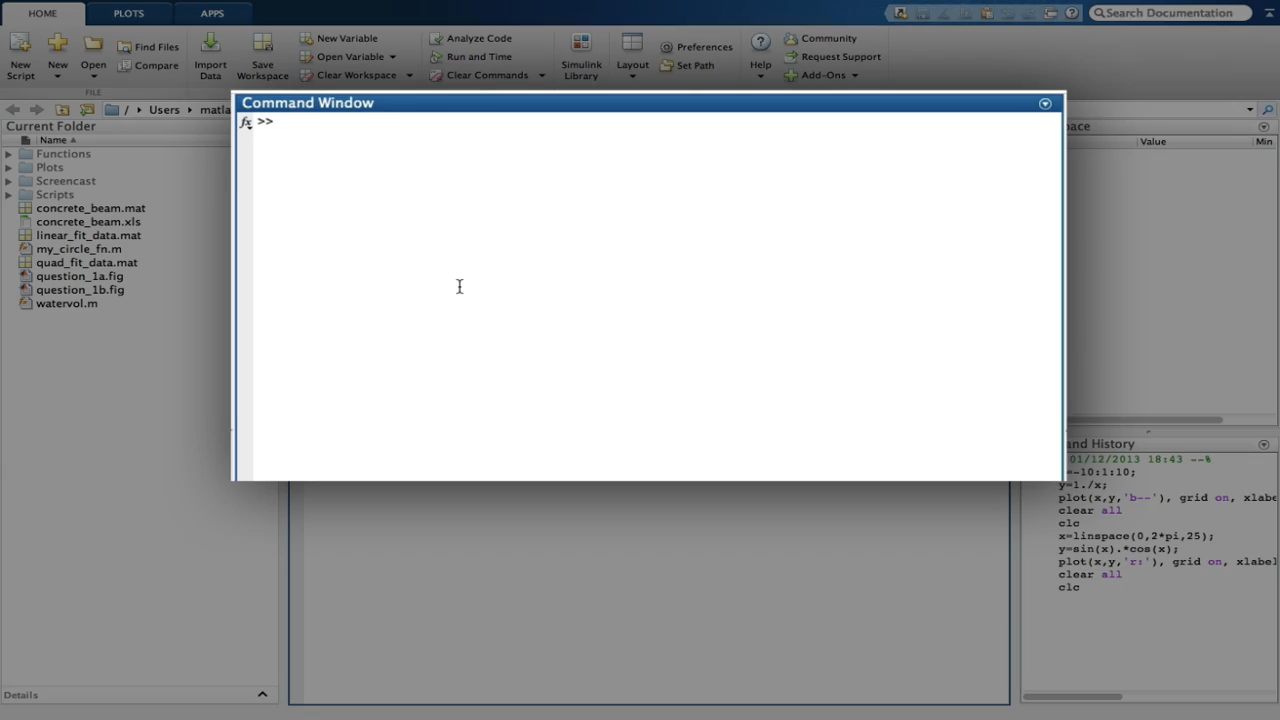 HOME
PLOTS
APPS
Search Documentation
New
Script
New
Open
Find Files
Compare
Import
Data
Save
Workspace
New Variable
Open Variable
Clear Workspace
Analyze Code
Run and Time
Clear Commands
Simulink
Library
Layout
Preferences
Set Path
Help
Community
Request Support
Add-Ons
FILE
/ Users matla
Current Folder
Name
Functions
Plots
Screencast
Scripts
concrete_beam.mat
concrete_beam.xls
linear_fit_data.mat
my_circle_fn.m
quad_fit_data.mat
question_1a.fig
question_1b.fig
watervol.m
Details
Command Window
fx >>
pace
Value
Min
and History
01/12/2013 18:43 --%
x=-10:1:10;
y=1./x;
plot(x,y,'b--'), grid on, xlabe
clear all
clc
x=linspace(0,2*pi,25);
y=sin(x).*cos(x);
plot(x,y,'r:'), grid on, xlabel
clear all
clc